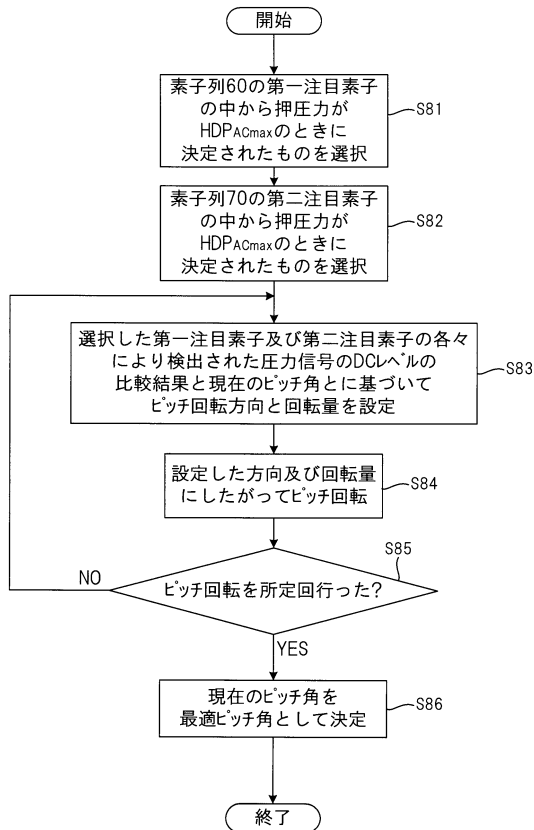 開始
素子列60の第一注目素子
の中から押圧力が
HDPACmaxのときに
決定されたものを選択
S81
素子列70の第二注目素子
の中から押圧力が
HDPACmaxのときに
決定されたものを選択
S82
選択した第一注目素子及び第二注目素子の各々
により検出された圧力信号のDCﾚﾍﾞﾙの
比較結果と現在のﾋﾟｯﾁ角とに基づいて
ﾋﾟｯﾁ回転方向と回転量を設定
S83
設定した方向及び回転量
にしたがってﾋﾟｯﾁ回転
S84
S85
NO
ﾋﾟｯﾁ回転を所定回行った?
YES
現在のﾋﾟｯﾁ角を
最適ﾋﾟｯﾁ角として決定
S86
終了